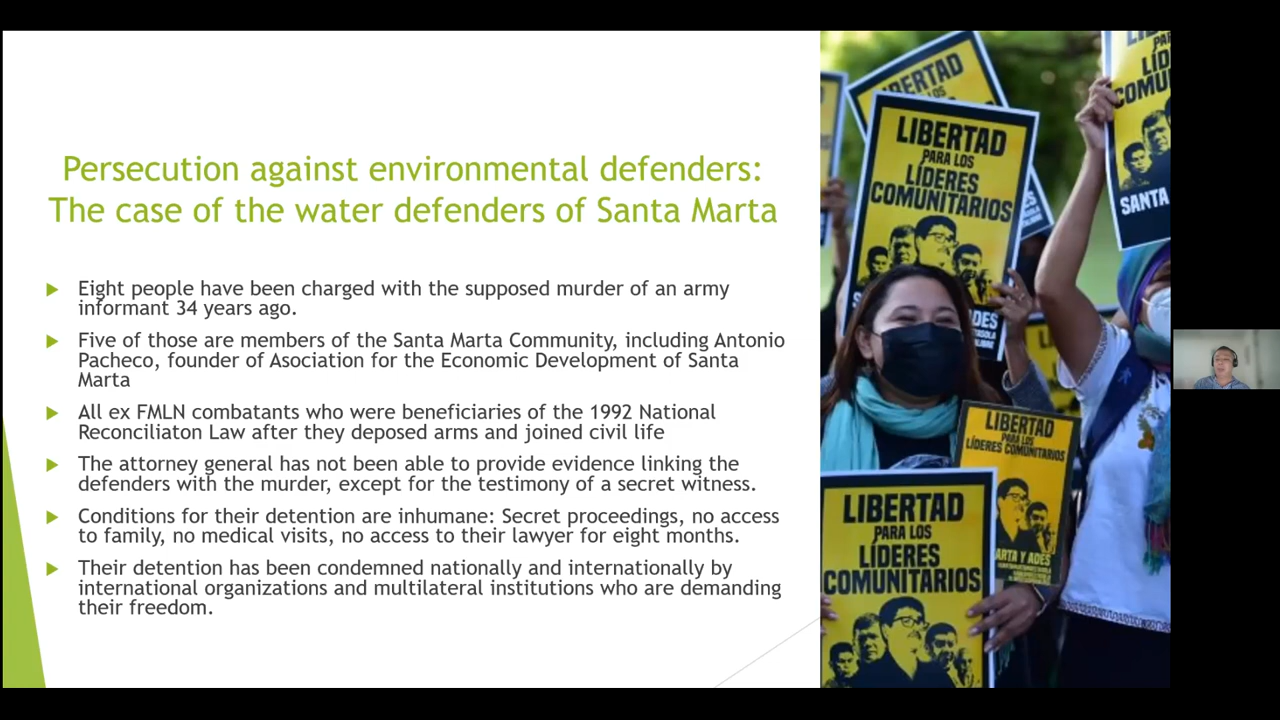 Persecution against environmental defenders:
The case of the water defenders of Santa Marta
Eight people have been charged with the supposed murder of an army
informant 34 years ago.
Five of those are members of the Santa Marta Community, including Antonio
Pacheco, founder of Asociation for the Economic Development of Santa
Marta
All ex FMLN combatants who were beneficiaries of the 1992 National
Reconciliaton Law after they deposed arms and joined civil life
The attorney general has not been able to provide evidence linking the
defenders with the murder, except for the testimony of a secret witness.
Conditions for their detention are inhumane: Secret proceedings, no access
to family, no medical visits, no access to their lawyer for eight months.
Their detention has been condemned nationally and internationally by
international organizations and multilateral institutions who are demanding
their freedom.
LIBERTAD
LOS
LIBERTAD
PARA LOS
LÍDERES
COMUNITARIOS
ADES
LÍD
COMU
SANTA
LIBERTAD
PARA LOS
LÍDERES COMUNITARIOS
ARTA Y ADES
LIBERTAD
PARA LOS
LÍDERES
COMUNITARIOS